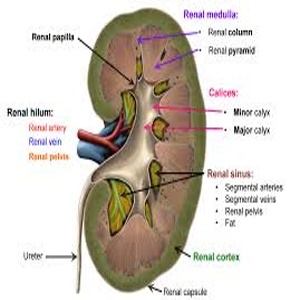 Renal medulla:
• Renal column
• Renal pyramid
Renal papilla
Calices:
• Minor calyx
• Major calyx
Renal hilum:
Renal artery
Renal vein
Renal pelvis
Renal sinus:
• Segmental arteries
• Segmental veins
• Renal pelvis
• Fat
Ureter
Renal cortex
Renal capsule